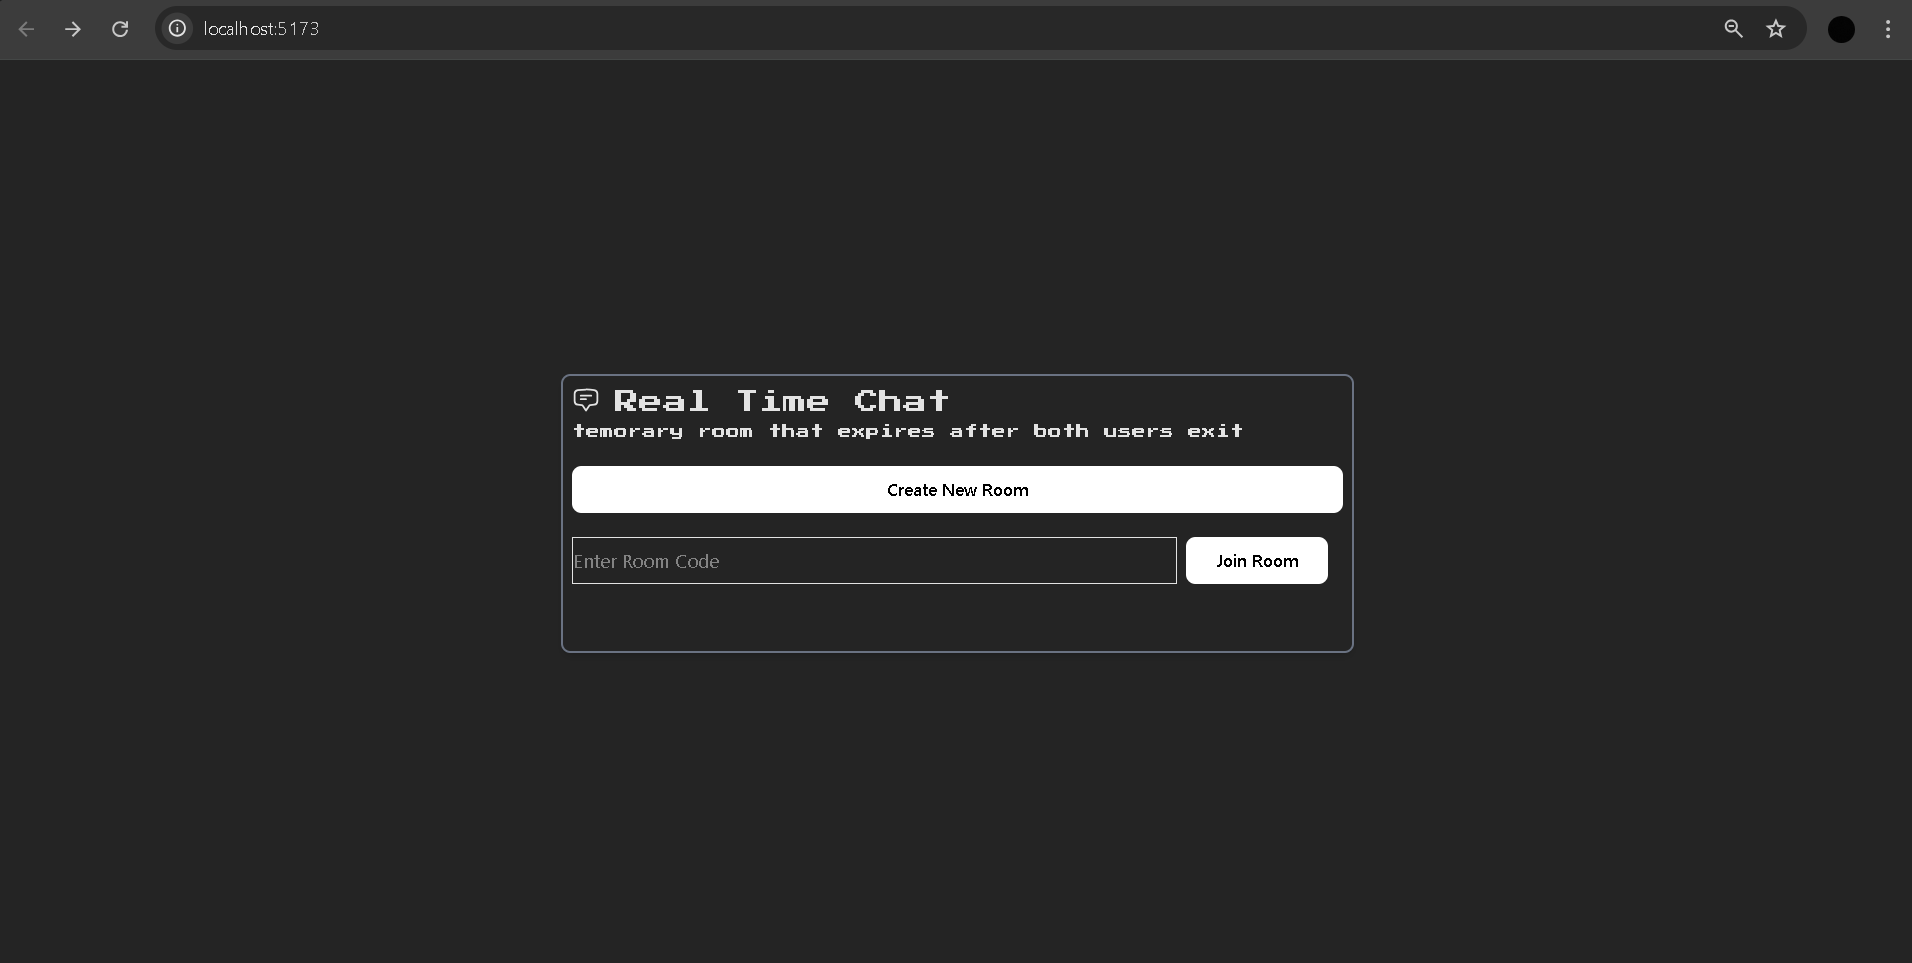 localhost:5173
Real Time Chat
temorary room that expires after both users exit
Create New Room
Enter Room Code
Join Room